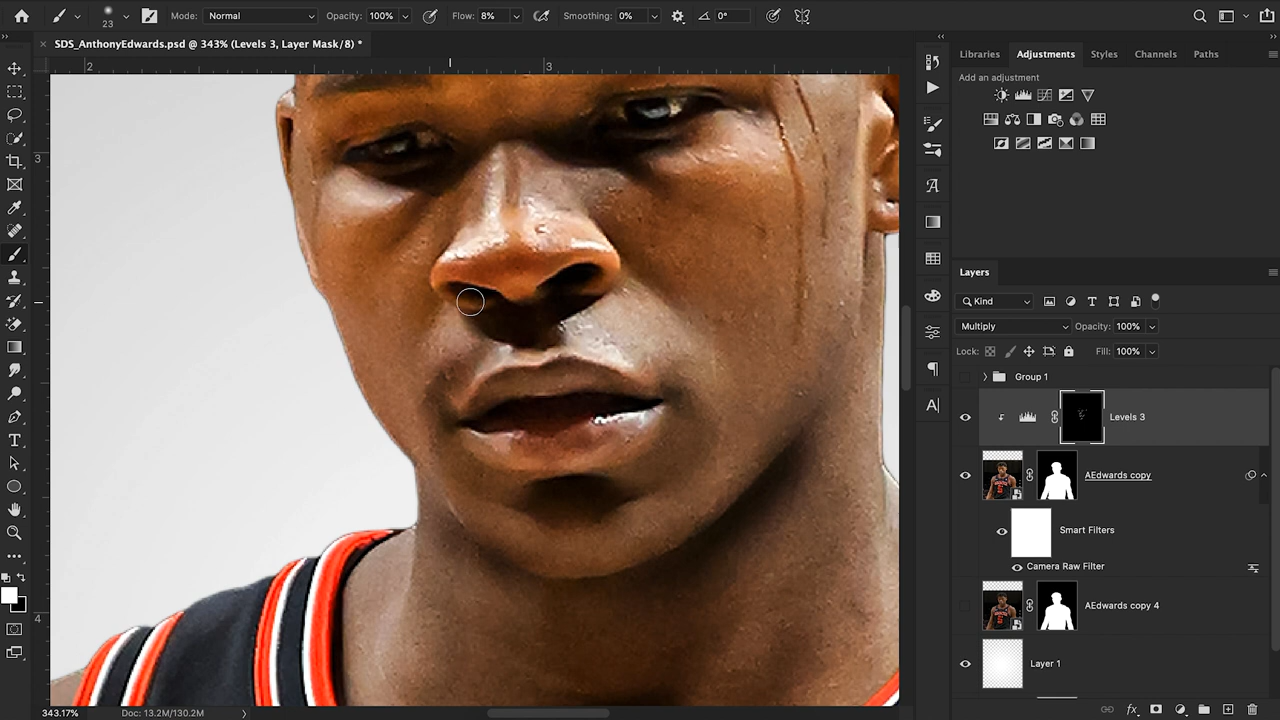 23
Mode: Normal
Opacity: 100%
Flow: 8%
Smoothing: 0%
0°
SDS_AnthonyEdwards.psd @ 343% (Levels 3, Layer Mask/8) *
2
3
3
4
Libraries
Adjustments
Styles
Channels
Paths
Add an adjustment
Layers
Kind
Multiply
Opacity: 100%
Lock:
Fill: 100%
Group 1
Levels 3
AEdwards copy
Smart Filters
Camera Raw Filter
AEdwards copy 4
Layer 1
343.17%
Doc: 13.2M/130.2M